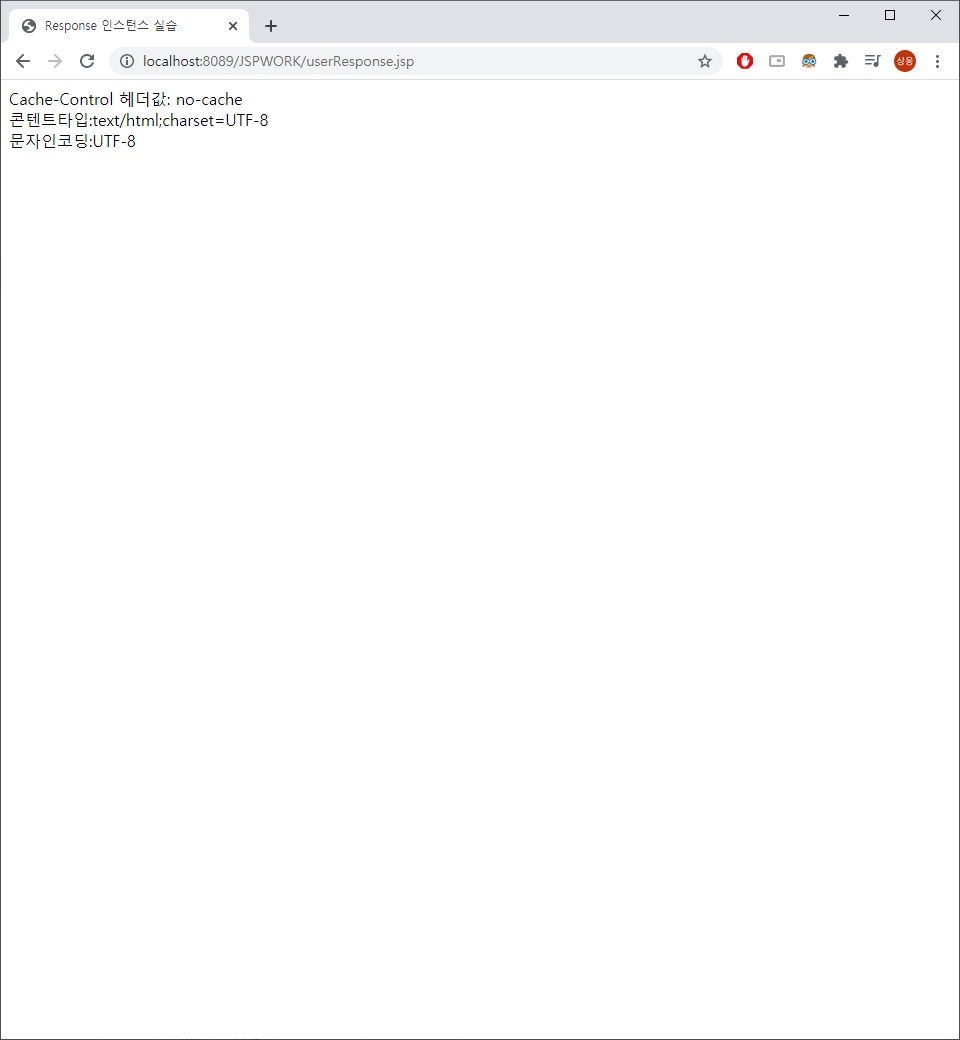 Response 인스턴스 실습
localhost:8089/JSPWORK/userResponse.jsp
상웅
Cache-Control 헤더값: no-cache
콘텐트타입:text/html;charset=UTF-8
문자인코딩:UTF-8